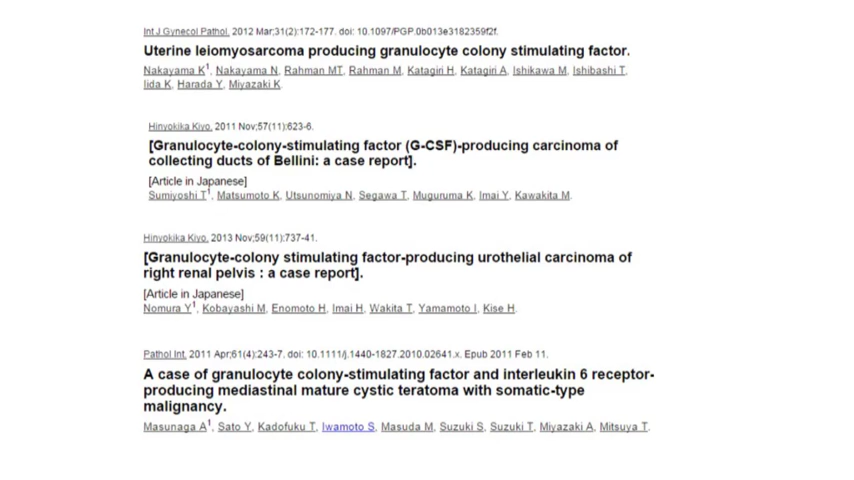 Int J Gynecol Pathol. 2012 Mar;31(2):172-177. doi: 10.1097/PGP.0b013e3182359f2f.
Uterine leiomyosarcoma producing granulocyte colony stimulating factor.
Nakayama K1, Nakayama N, Rahman MT, Rahman M, Katagiri H, Katagiri A, Ishikawa M, Ishibashi T,
Iida K, Harada Y, Miyazaki K.
Hinyokika Kiyo. 2011 Nov;57(11):623-6.
[Granulocyte-colony-stimulating factor (G-CSF)-producing carcinoma of
collecting ducts of Bellini: a case report].
[Article in Japanese]
Sumiyoshi T1, Matsumoto K, Utsunomiya N, Segawa T, Muguruma K, Imai Y, Kawakita M.
Hinyokika Kiyo. 2013 Nov;59(11):737-41.
[Granulocyte-colony stimulating factor-producing urothelial carcinoma of
right renal pelvis : a case report].
[Article in Japanese]
Nomura Y1, Kobayashi M, Enomoto H, Imai H, Wakita T, Yamamoto I, Kise H.
Pathol Int. 2011 Apr;61(4):243-7. doi: 10.1111/j.1440-1827.2010.02641.x. Epub 2011 Feb 11.
A case of granulocyte colony-stimulating factor and interleukin 6 receptor-
producing mediastinal mature cystic teratoma with somatic-type
malignancy.
Masunaga A1, Sato Y, Kadofuku T, Iwamoto S, Masuda M, Suzuki S, Suzuki T, Miyazaki A, Mitsuya T.